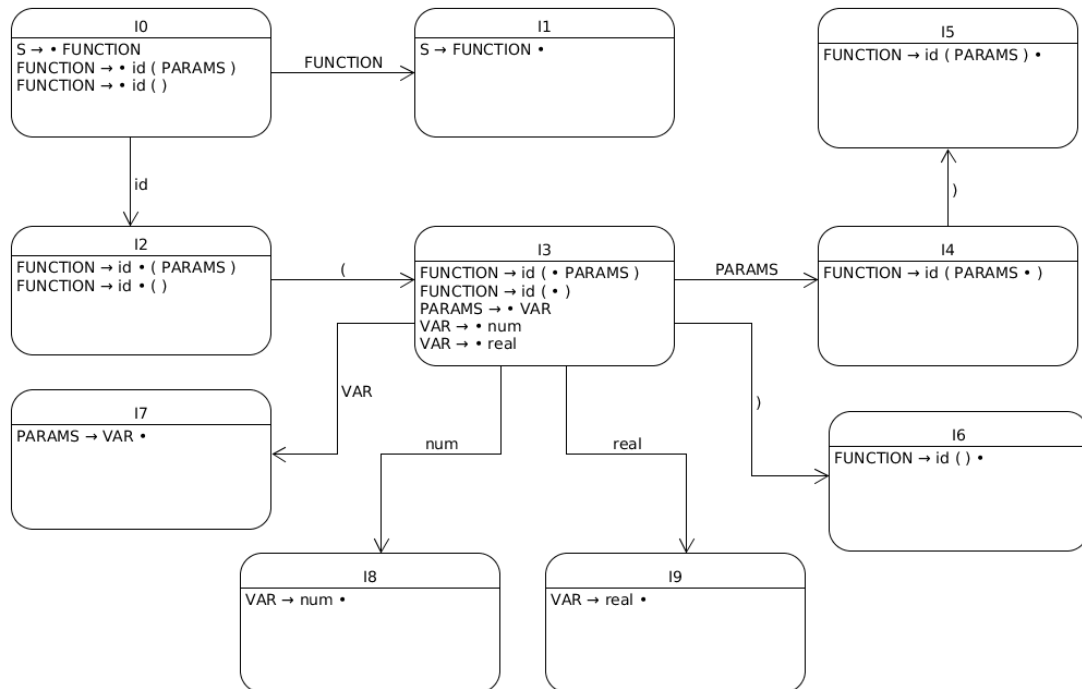 I0
S → • FUNCTION
FUNCTION → • id ( PARAMS )
FUNCTION → • id ( )
FUNCTION
I1
S → FUNCTION •
I5
FUNCTION → id ( PARAMS ) •
id
)
I2
FUNCTION → id • ( PARAMS )
FUNCTION → id • ( )
(
I3
FUNCTION → id ( • PARAMS )
FUNCTION → id ( • )
PARAMS → • VAR
VAR → • num
VAR → • real
PARAMS
I4
FUNCTION → id ( PARAMS • )
VAR
)
I7
PARAMS → VAR •
num
real
I6
FUNCTION → id ( ) •
I8
VAR → num •
I9
VAR → real •